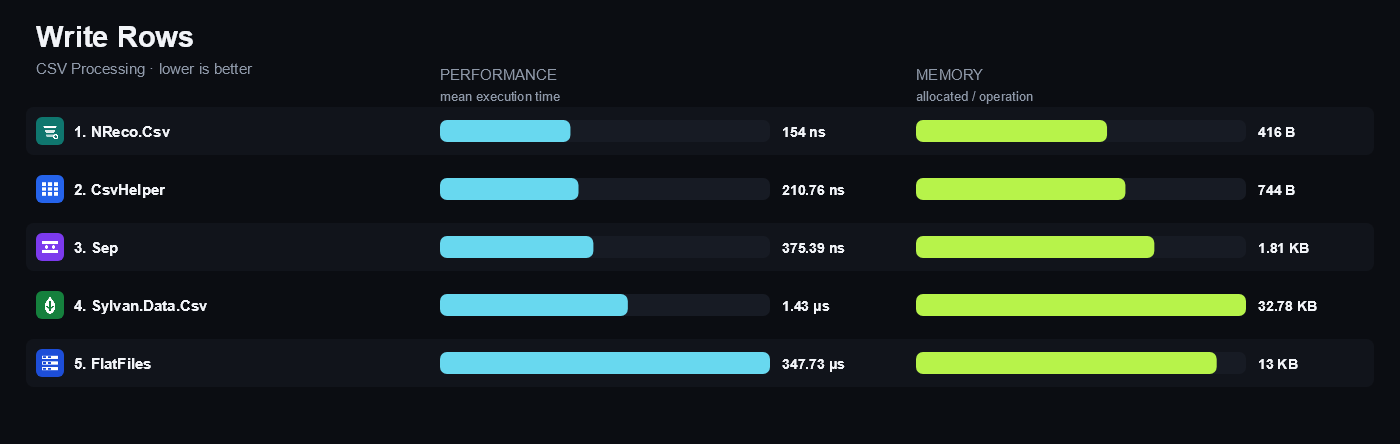 Write Rows
CSV Processing · lower is better
PERFORMANCE
mean execution time
MEMORY
allocated / operation
1. NReco.Csv 154 ns 416 B
2. CsvHelper 210.76 ns 744 B
3. Sep 375.39 ns 1.81 KB
4. Sylvan.Data.Csv 1.43 µs 32.78 KB
5. FlatFiles 347.73 µs 13 KB